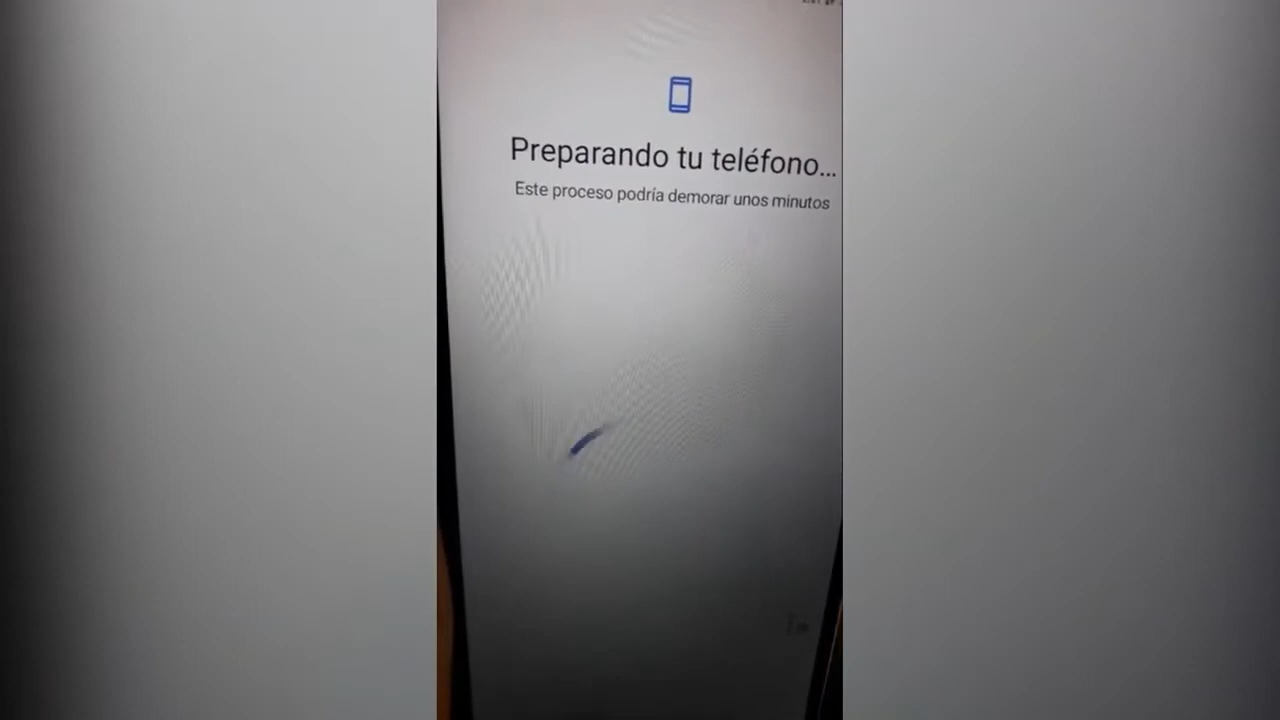 Preparando tu teléfono...
Este proceso podría demorar unos minutos